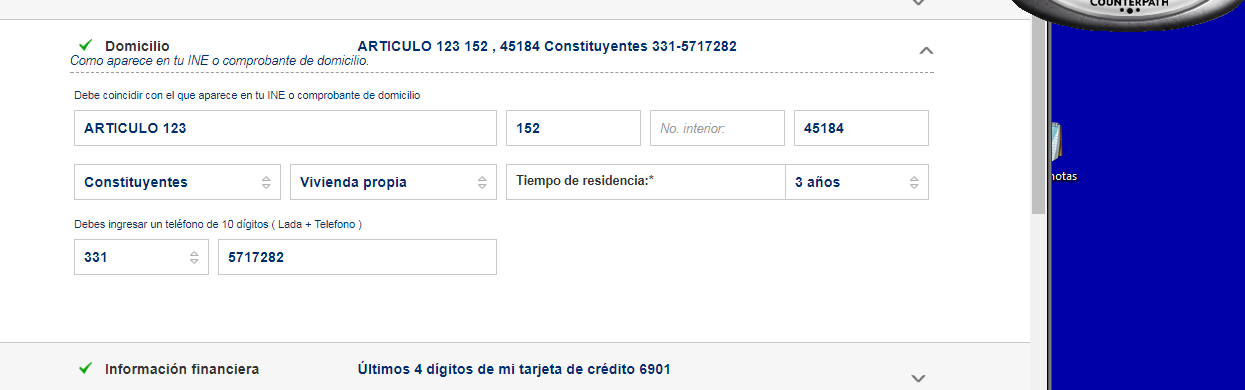 COUNTERPATH
Domicilio ARTICULO 123 152 , 45184 Constituyentes 331-5717282
Como aparece en tu INE o comprobante de domicilio.
Debe coincidir con el que aparece en tu INE o comprobante de domicilio
ARTICULO 123 152 No. interior: 45184
notas
Constituyentes Vivienda propia Tiempo de residencia:* 3 años
Debes ingresar un teléfono de 10 dígitos ( Lada + Telefono )
331 5717282
Información financiera Últimos 4 dígitos de mi tarjeta de crédito 6901